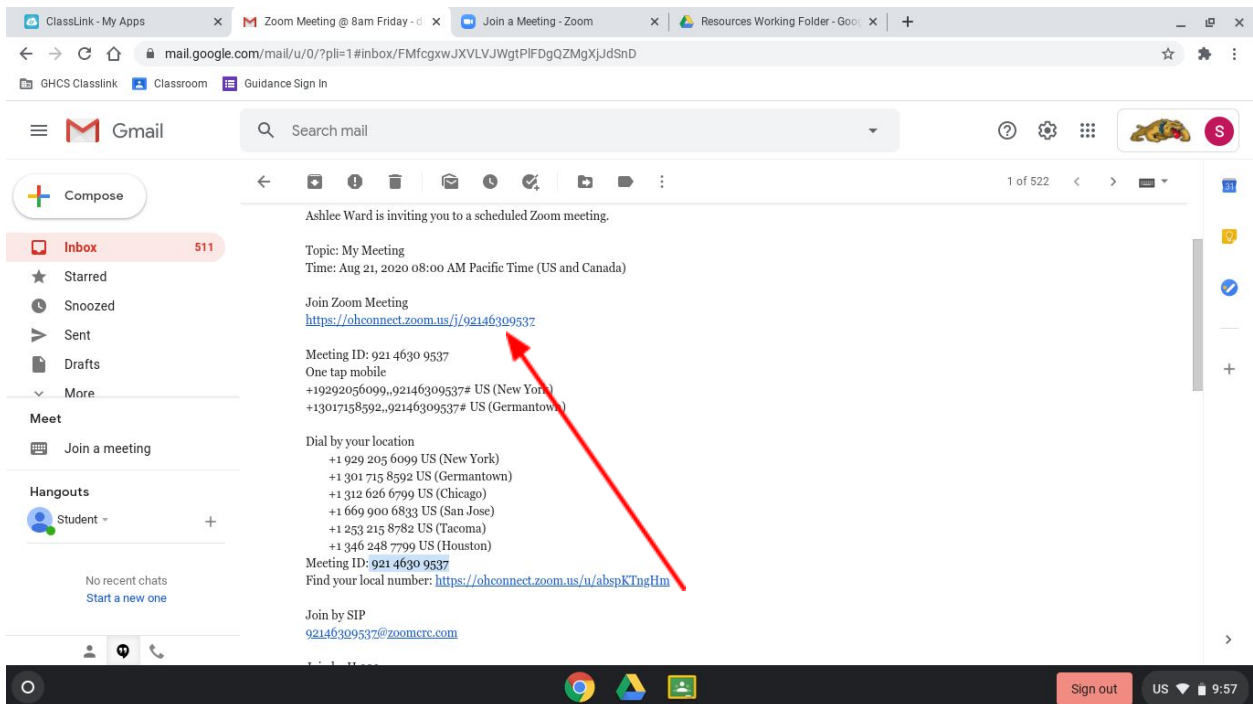 ClassLink - My Apps
Zoom Meeting @ 8am Friday - d
Join a Meeting - Zoom
Resources Working Folder - Goo
mail.google.com/mail/u/0/?pli=1#inbox/FMfcgxwJXVLVJWgtPlFDgQZMgXjJdSnD
GHCS Classlink Classroom Guidance Sign In
Gmail
Search mail
S
Compose
1 of 522
31
Ashlee Ward is inviting you to a scheduled Zoom meeting.
Inbox 511
Starred
Snoozed
Sent
Drafts
More
Meet
Join a meeting
Hangouts
Student
No recent chats
Start a new one
Topic: My Meeting
Time: Aug 21, 2020 08:00 AM Pacific Time (US and Canada)
Join Zoom Meeting
https://ohconnect.zoom.us/j/92146309537
Meeting ID: 921 4630 9537
One tap mobile
+19292056099,,92146309537# US (New York)
+13017158592,,92146309537# US (Germantown)
Dial by your location
+1 929 205 6099 US (New York)
+1 301 715 8592 US (Germantown)
+1 312 626 6799 US (Chicago)
+1 669 900 6833 US (San Jose)
+1 253 215 8782 US (Tacoma)
+1 346 248 7799 US (Houston)
Meeting ID: 921 4630 9537
Find your local number: https://ohconnect.zoom.us/u/abspKTngHm
Join by SIP
92146309537@zoomcrc.com
Sign out
US 9:57